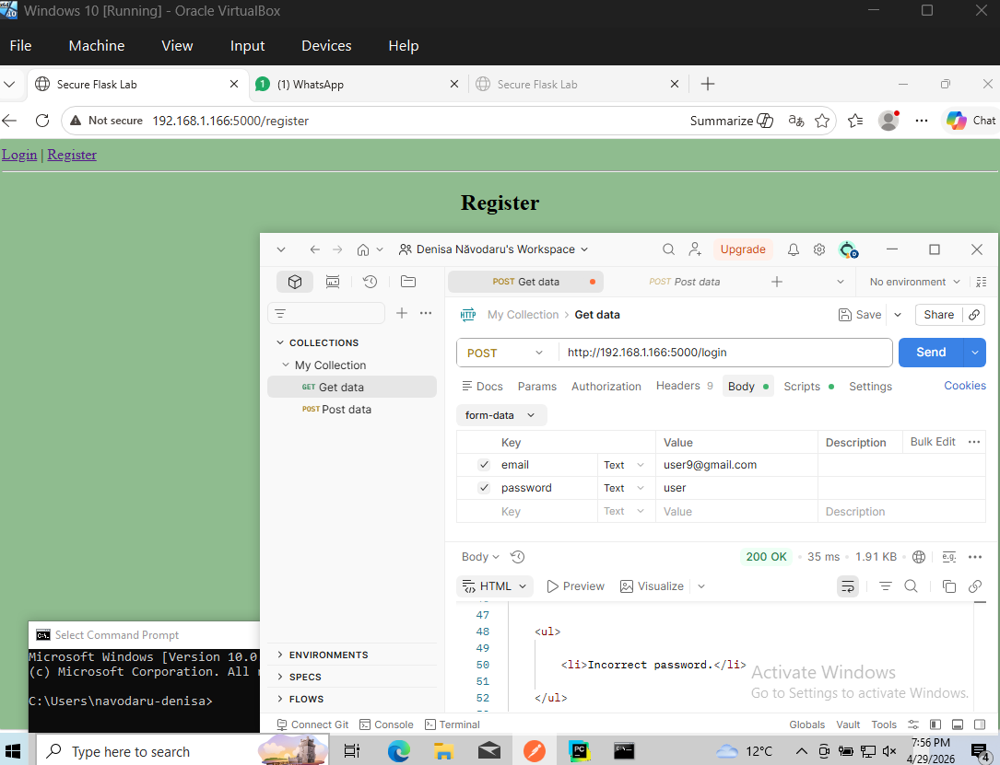 Windows 10 [Running] - Oracle VirtualBox
File Machine View Input Devices Help
Secure Flask Lab
1 (1) WhatsApp
Secure Flask Lab
Not secure 192.168.1.166:5000/register
Summarize
Chat
Login | Register
Register
Denisa Năvodaru's Workspace
Upgrade
POST Get data
POST Post data
No environment
HTTP My Collection > Get data
Save Share
COLLECTIONS
My Collection
GET Get data
POST Post data
POST http://192.168.1.166:5000/login
Send
Docs Params Authorization Headers 9 Body Scripts Settings Cookies
form-data
Key Value Description Bulk Edit
email Text user9@gmail.com
password Text user
Key Text Value Description
Body 200 OK 35 ms 1.91 KB e.g.
HTML Preview Visualize
47
48 <ul>
49
50 <li>Incorrect password.</li>
51
52 </ul>
Activate Windows
Go to Settings to activate Windows.
ENVIRONMENTS
SPECS
FLOWS
Connect Git Console Terminal
Globals Vault Tools
C:\. Select Command Prompt
Microsoft Windows [Version 10.0
(c) Microsoft Corporation. All
C:\Users\navodaru-denisa>
Type here to search
PC
12°C
7:56 PM
4/29/2026
4